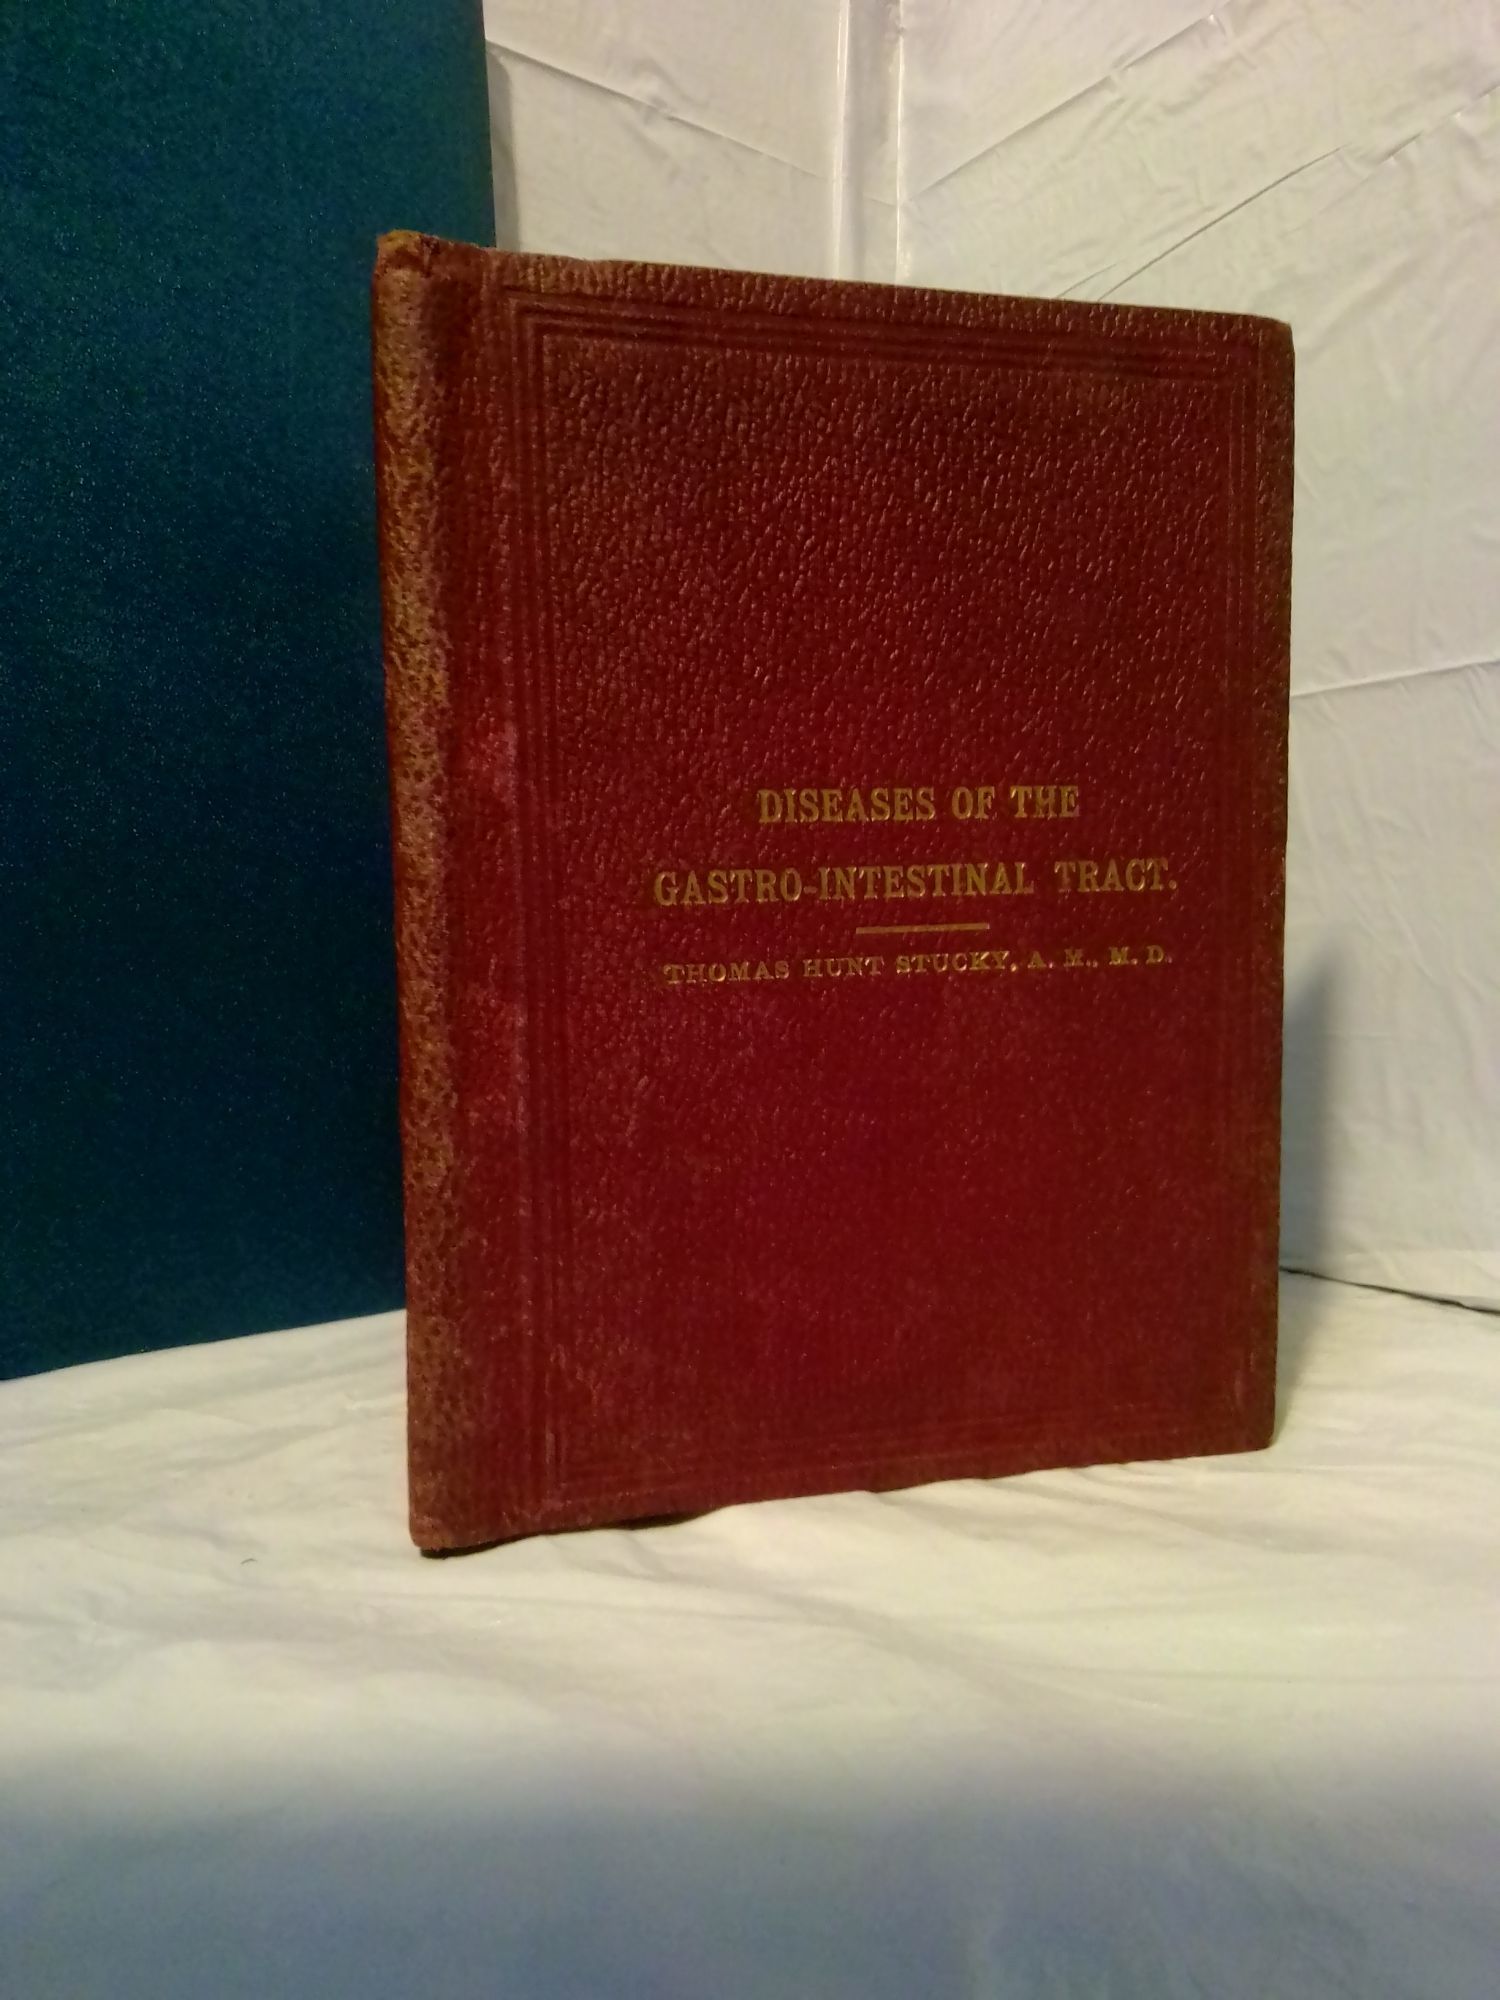 DISEASES OF THE
GASTRO-INTESTINAL TRACT.
THOMAS HUNT STUCKY, A. M., M. D.